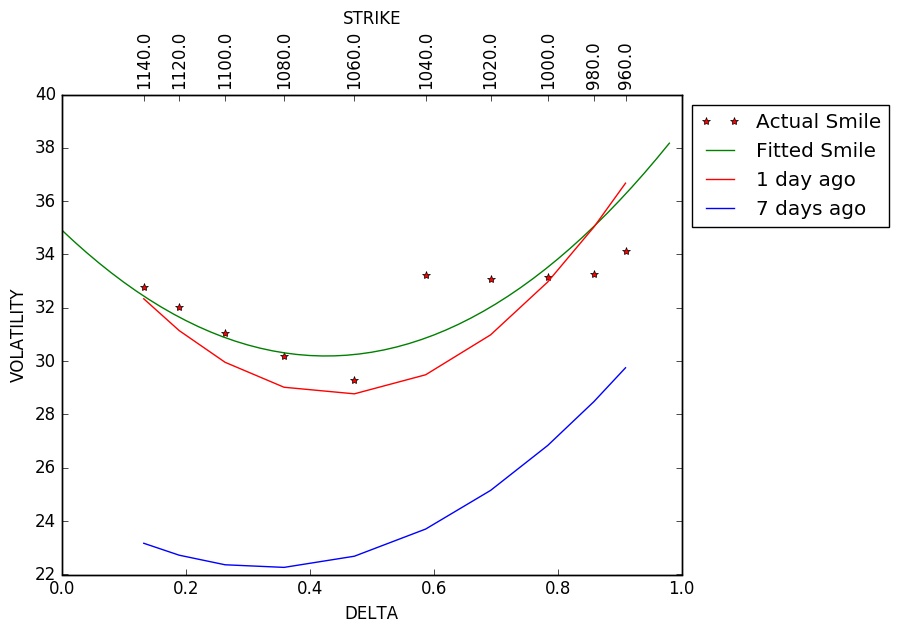 STRIKE
1140.0 1120.0 1100.0 1080.0 1060.0 1040.0 1020.0 1000.0 980.0 960.0
40
38
36
34
32
30
28
26
24
22
VOLATILITY
0.0 0.2 0.4 0.6 0.8 1.0
DELTA
Actual Smile
Fitted Smile
1 day ago
7 days ago